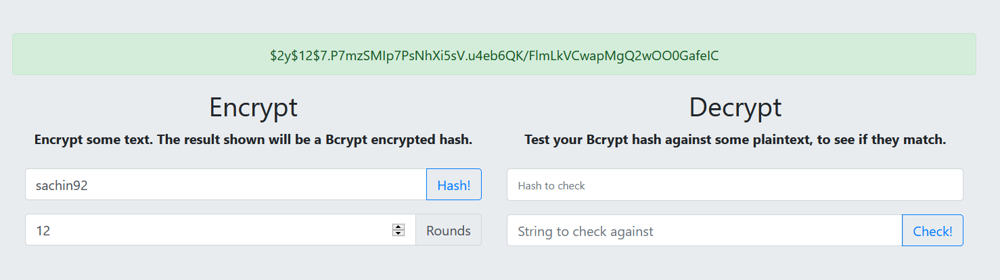 $2y$12$7.P7mzSMIp7PsNhXi5sV.u4eb6QK/FlmLkVCwapMgQ2wOO0GafeIC
Encrypt
Encrypt some text. The result shown will be a Bcrypt encrypted hash.
sachin92 Hash!
12 Rounds
Decrypt
Test your Bcrypt hash against some plaintext, to see if they match.
Hash to check
String to check against Check!